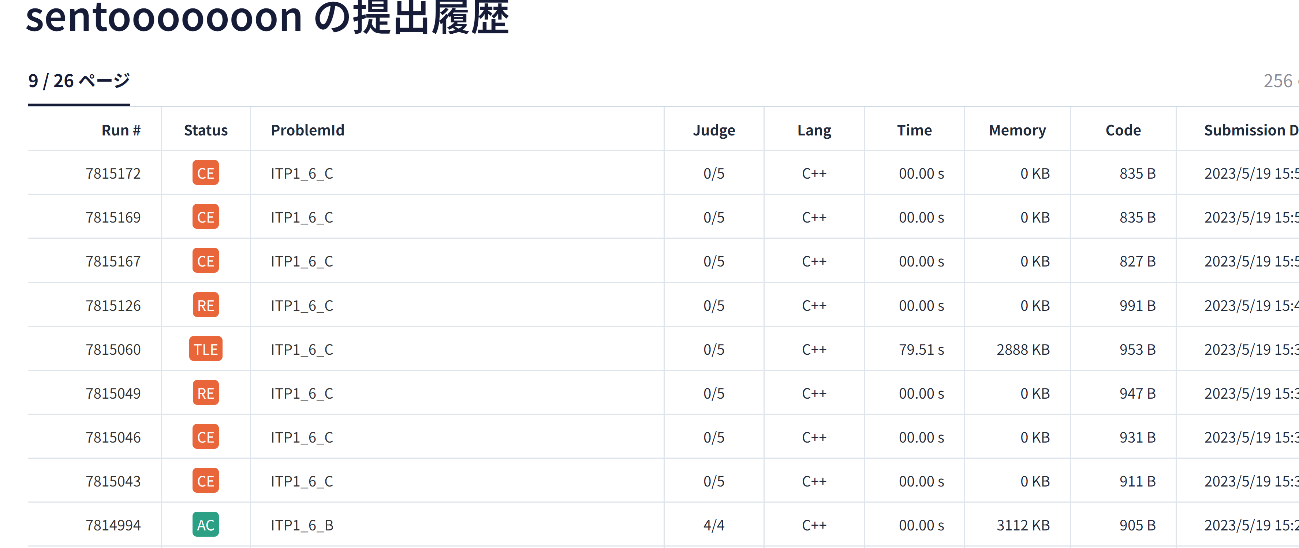 sentooooooon の提出履歴
9 / 26 ページ
256
Run # Status ProblemId Judge Lang Time Memory Code Submission D
7815172 CE ITP1_6_C 0/5 C++ 00.00 s 0 KB 835 B 2023/5/19 15:5
7815169 CE ITP1_6_C 0/5 C++ 00.00 s 0 KB 835 B 2023/5/19 15:5
7815167 CE ITP1_6_C 0/5 C++ 00.00 s 0 KB 827 B 2023/5/19 15:5
7815126 RE ITP1_6_C 0/5 C++ 00.00 s 0 KB 991 B 2023/5/19 15:4
7815060 TLE ITP1_6_C 0/5 C++ 79.51 s 2888 KB 953 B 2023/5/19 15:3
7815049 RE ITP1_6_C 0/5 C++ 00.00 s 0 KB 947 B 2023/5/19 15:3
7815046 CE ITP1_6_C 0/5 C++ 00.00 s 0 KB 931 B 2023/5/19 15:3
7815043 CE ITP1_6_C 0/5 C++ 00.00 s 0 KB 911 B 2023/5/19 15:3
7814994 AC ITP1_6_B 4/4 C++ 00.00 s 3112 KB 905 B 2023/5/19 15:2